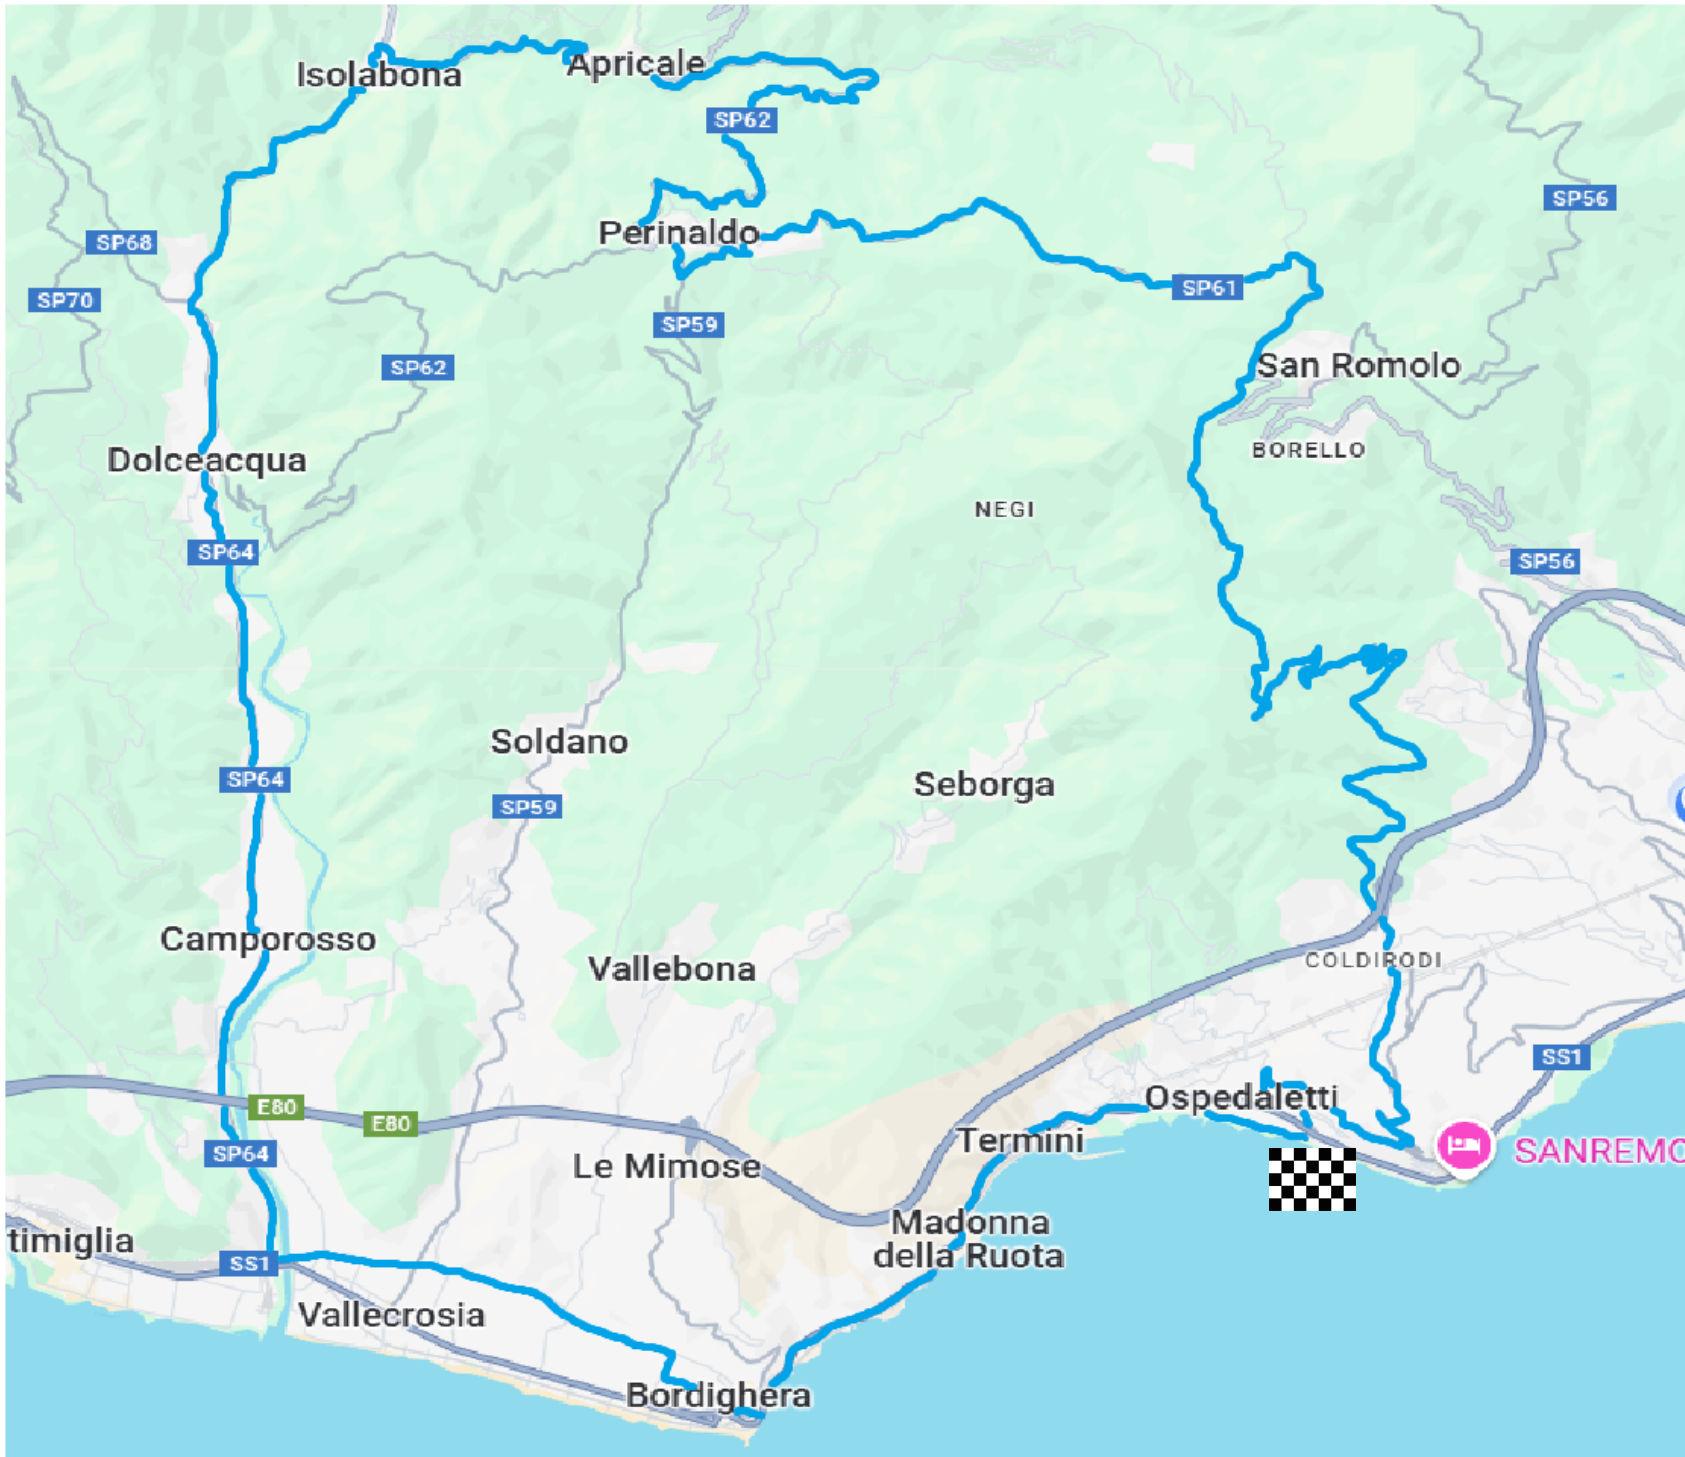 Isolabona
Apricale
SP62
SP56
Perinaldo
SP68
SP70
SP61
SP59
SP62
San Romolo
BORELLO
Dolceacqua
NEGI
SP64
SP56
Soldano
SP64
SP59
Seborga
Camporosso
Vallebona
COLDIRODI
SS1
E80
E80
Ospedaletti
SP64
Termini
SANREMO
Le Mimose
Madonna
della Ruota
timiglia
SS1
Vallecrosia
Bordighera